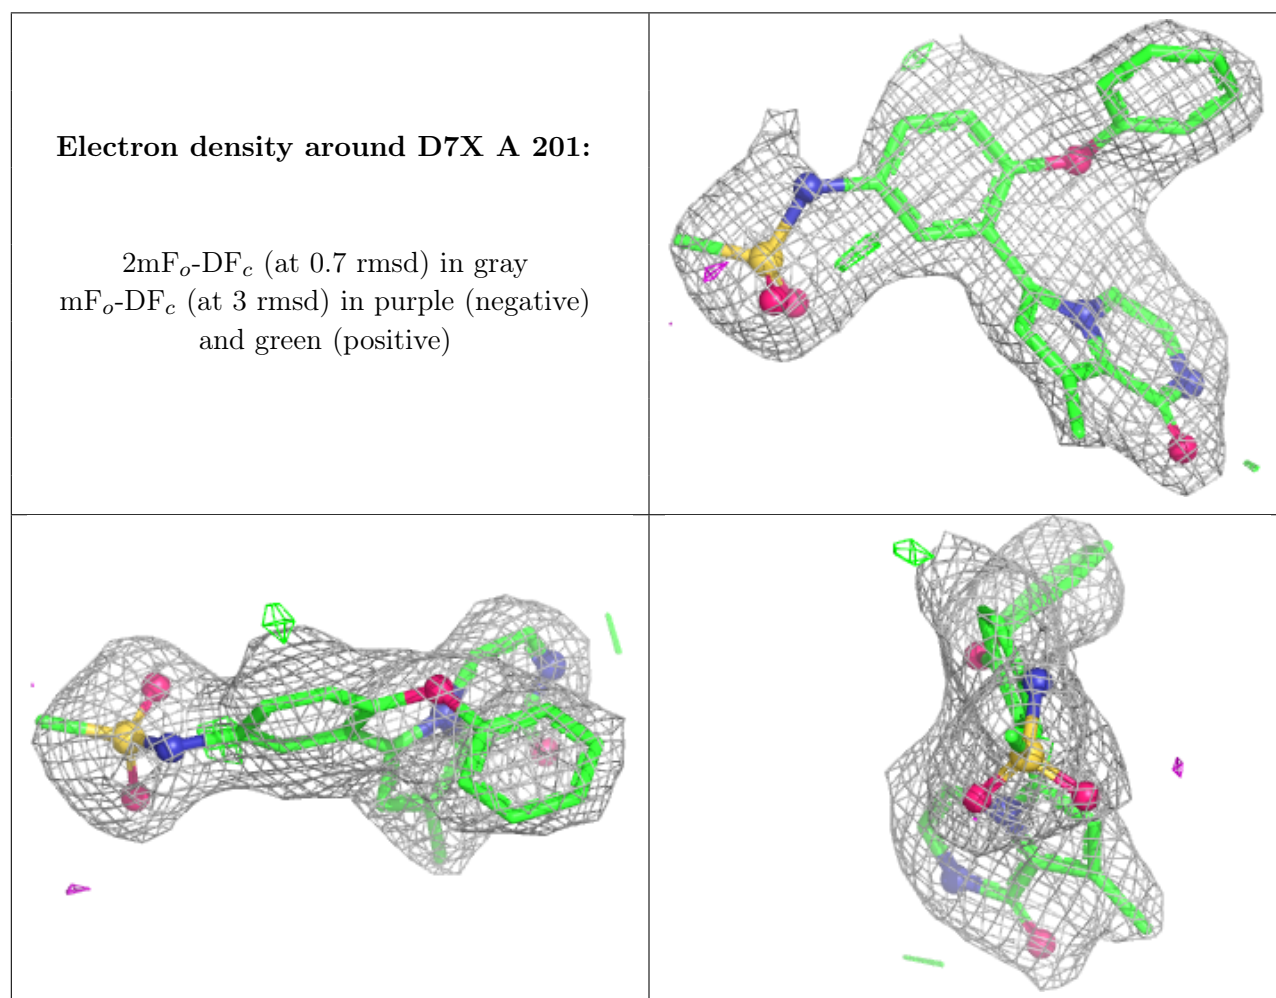 Electron density around D7X A 201:
2mFₒ-DF𝒸 (at 0.7 rmsd) in gray
mFₒ-DF𝒸 (at 3 rmsd) in purple (negative)
and green (positive)